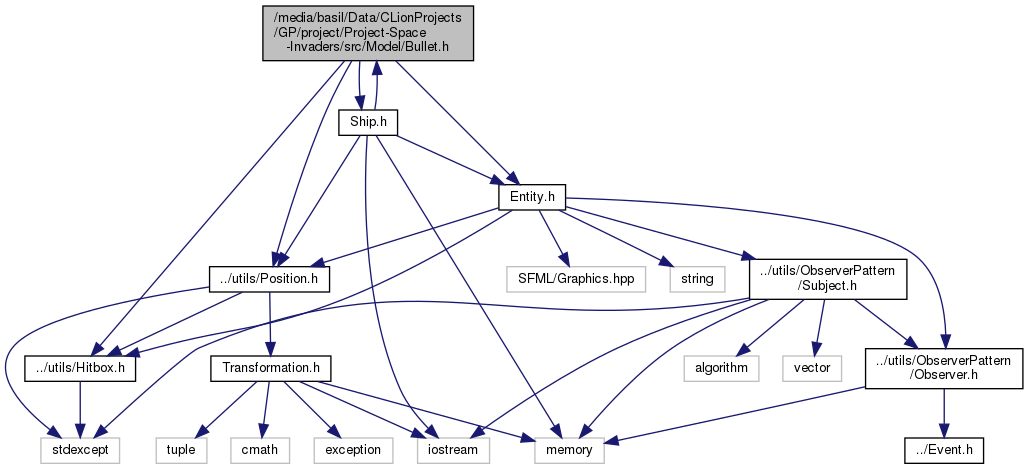 /media/basil/Data/CLionProjects
/GP/project/Project-Space
-Invaders/src/Model/Bullet.h
Ship.h
Entity.h
../utils/Position.h
SFML/Graphics.hpp
string
../utils/ObserverPattern
/Subject.h
../utils/Hitbox.h
Transformation.h
algorithm
vector
../utils/ObserverPattern
/Observer.h
stdexcept
tuple
cmath
exception
iostream
memory
../Event.h